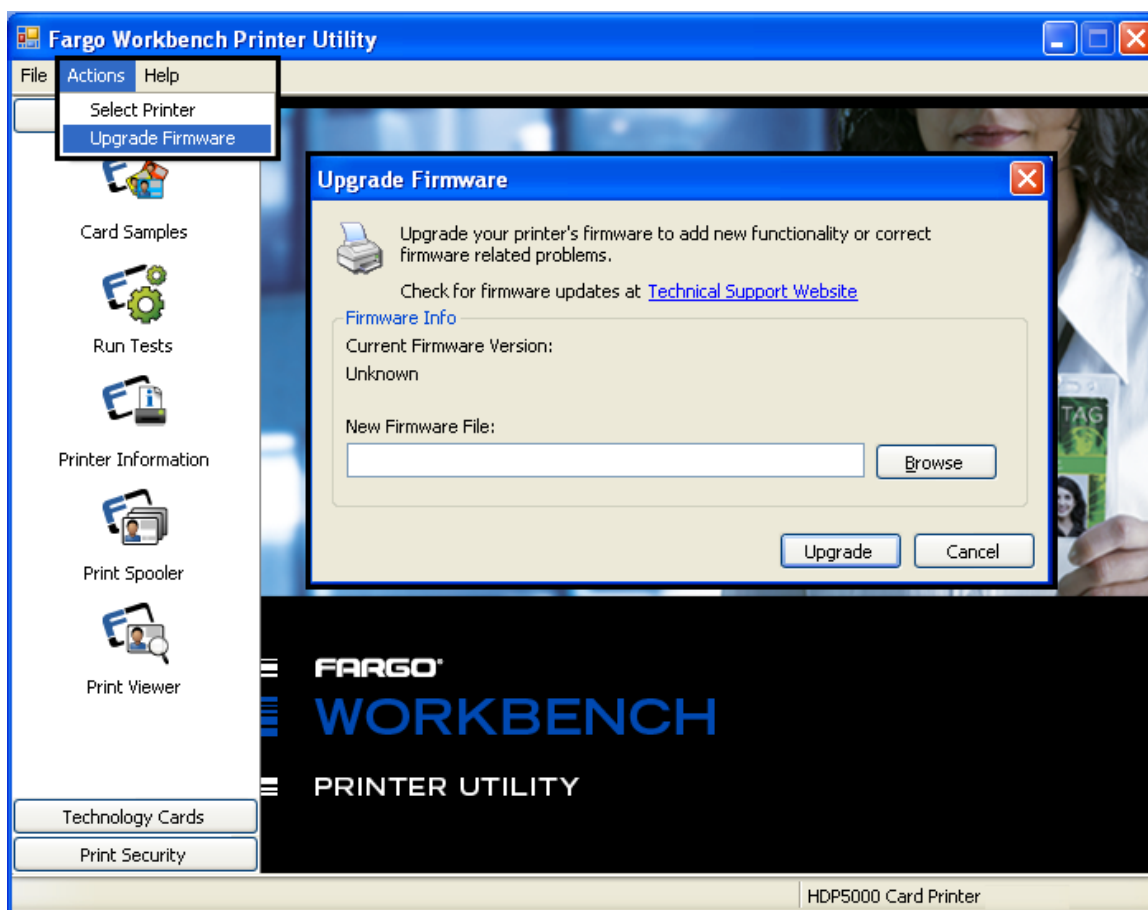 Fargo Workbench Printer Utility
File Actions Help
Select Printer
Upgrade Firmware
Card Samples
Run Tests
Printer Information
Print Spooler
Print Viewer
Technology Cards
Print Security
Upgrade Firmware
Upgrade your printer's firmware to add new functionality or correct
firmware related problems.
Check for firmware updates at Technical Support Website
Firmware Info
Current Firmware Version:
Unknown
New Firmware File:
Browse
Upgrade Cancel
TAG
FARGO®
WORKBENCH
PRINTER UTILITY
HDP5000 Card Printer